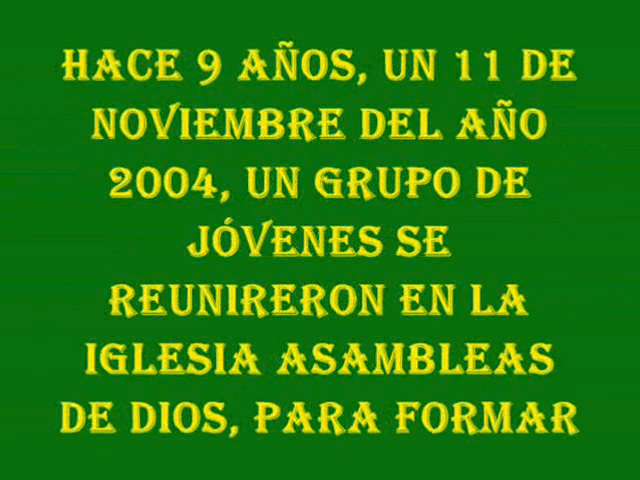 HACE 9 AÑOS, UN 11 DE
NOVIEMBRE DEL AÑO
2004, UN GRUPO DE
JÓVENES SE
REUNIRERON EN LA
IGLESIA ASAMBLEAS
DE DIOS, PARA FORMAR